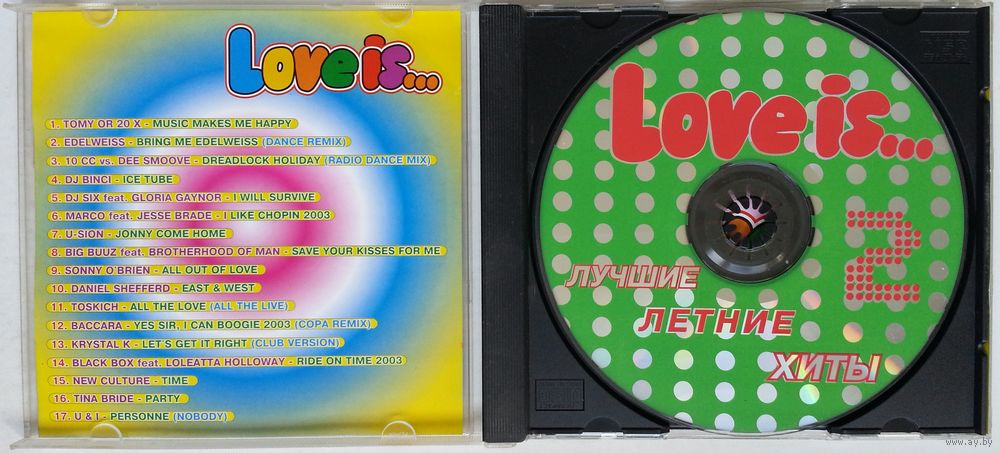 Love is...
1. TOMY OR 20 X - MUSIC MAKES ME HAPPY
2. EDELWEISS - BRING ME EDELWEISS (DANCE REMIX)
3. 10 CC vs. DEE SMOOVE - DREADLOCK HOLIDAY (RADIO DANCE MIX)
4. DJ BINCI - ICE TUBE
5. DJ SIX feat. GLORIA GAYNOR - I WILL SURVIVE
6. MARCO feat. JESSE BRADE - I LIKE CHOPIN 2003
7. U-SION - JONNY COME HOME
8. BIG BUUZ feat. BROTHERHOOD OF MAN - SAVE YOUR KISSES FOR ME
9. SONNY O'BRIEN - ALL OUT OF LOVE
10. DANIEL SHEFFERD - EAST & WEST
11. TOSKICH - ALL THE LOVE (ALL THE LIVE)
12. BACCARA - YES SIR, I CAN BOOGIE 2003 (COPA REMIX)
13. KRYSTAL K - LET'S GET IT RIGHT (CLUB VERSION)
14. BLACK BOX feat. LOLEATTA HOLLOWAY - RIDE ON TIME 2003
15. NEW CULTURE - TIME
16. TINA BRIDE - PARTY
17. U & I - PERSONNE (NOBODY)
Love is...
2
ЛУЧШИЕ
ЛЕТНИЕ
ХИТЫ
www.ay.by